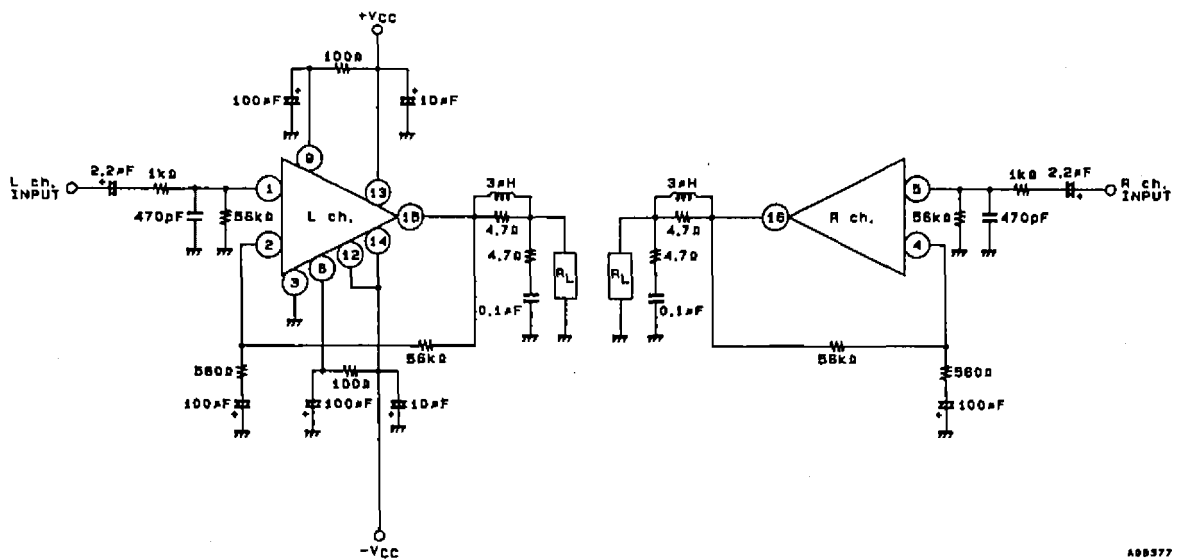 +VCC
100Ω
100µF
+
10µF
+
9
L ch.
INPUT
2.2µF
+
1kΩ
1
13
3µH
3µH
L ch.
15
470pF
56kΩ
4.7Ω
4.7Ω
16
R ch.
5
1kΩ
2.2µF
+
R ch.
INPUT
56kΩ
470pF
2
14
12
4.7Ω
RL
RL
4.7Ω
4
3
0.1µF
0.1µF
56kΩ
56kΩ
560Ω
100Ω
560Ω
100µF
+
100µF
+
10µF
+
100µF
+
-VCC